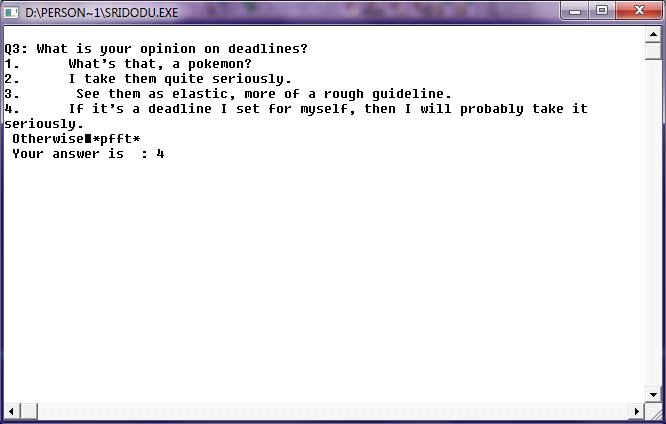 D:\PERSON~1\SRIDODU.EXE
Q3: What is your opinion on deadlines?
1. What's that, a pokemon?
2. I take them quite seriously.
3. See them as elastic, more of a rough guideline.
4. If it's a deadline I set for myself, then I will probably take it
seriously.
Otherwise■*pfft*
Your answer is : 4